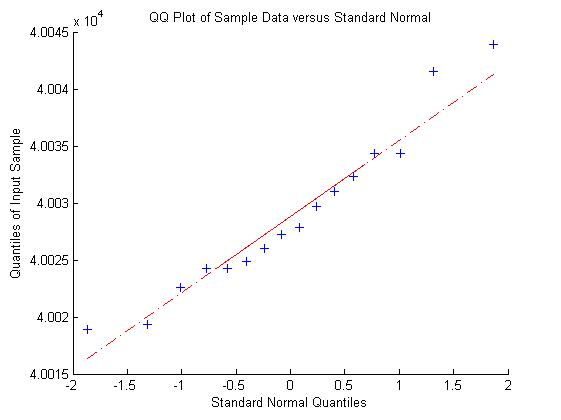 QQ Plot of Sample Data versus Standard Normal
x 10^4
4.0045
4.004
4.0035
4.003
4.0025
4.002
4.0015
Quantiles of Input Sample
-2 -1.5 -1 -0.5 0 0.5 1 1.5 2
Standard Normal Quantiles